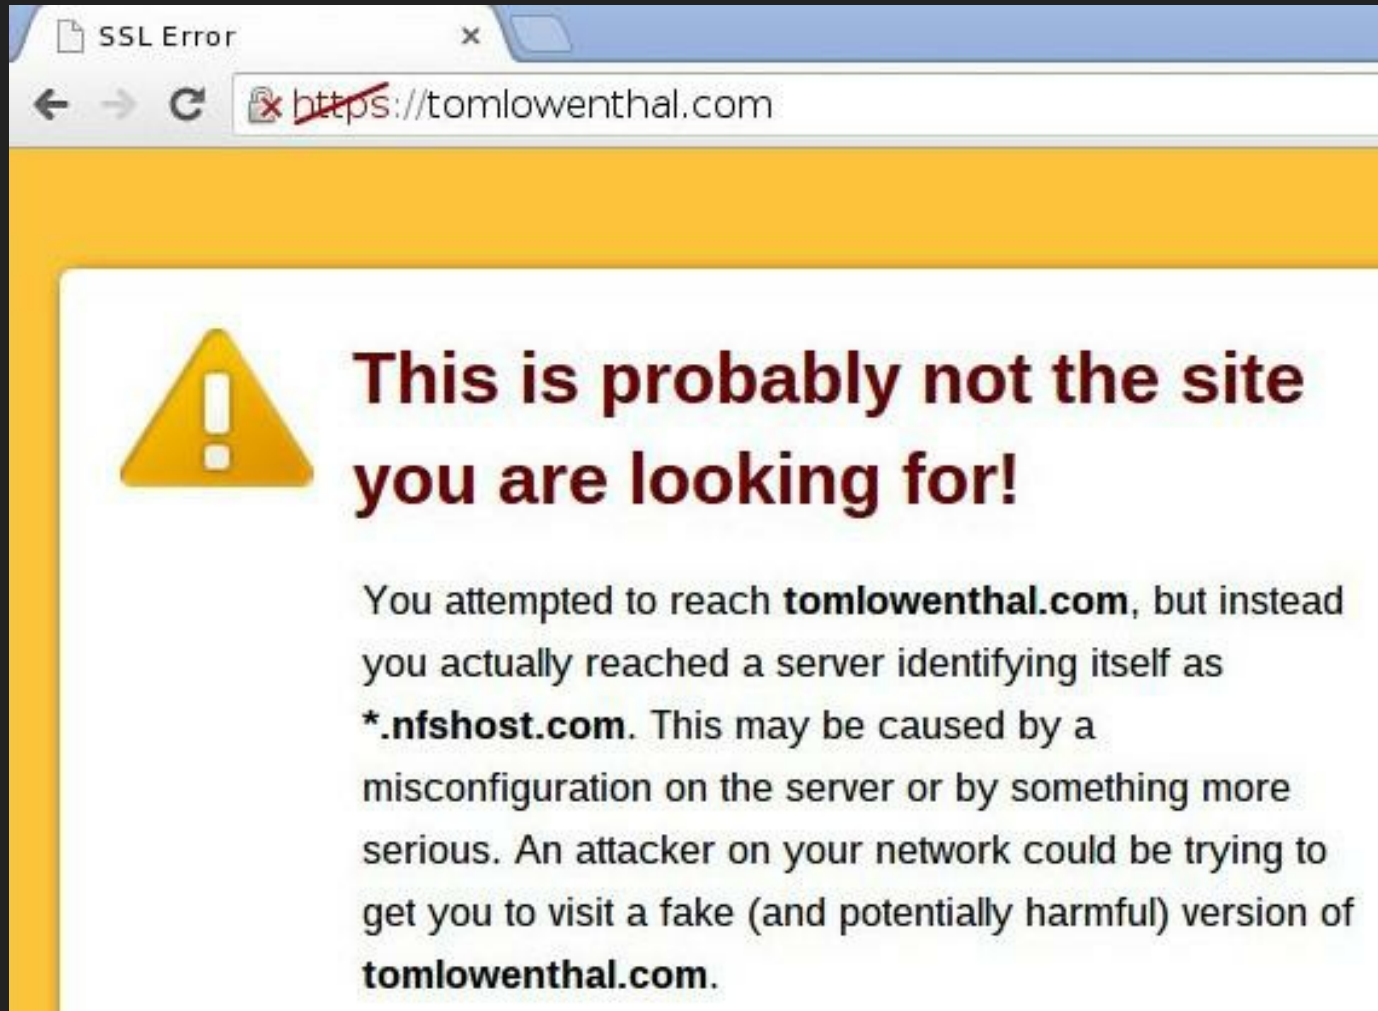 SSL Error
https://tomlowenthal.com
This is probably not the site
you are looking for!
You attempted to reach tomlowenthal.com, but instead
you actually reached a server identifying itself as
*.nfshost.com. This may be caused by a
misconfiguration on the server or by something more
serious. An attacker on your network could be trying to
get you to visit a fake (and potentially harmful) version of
tomlowenthal.com.